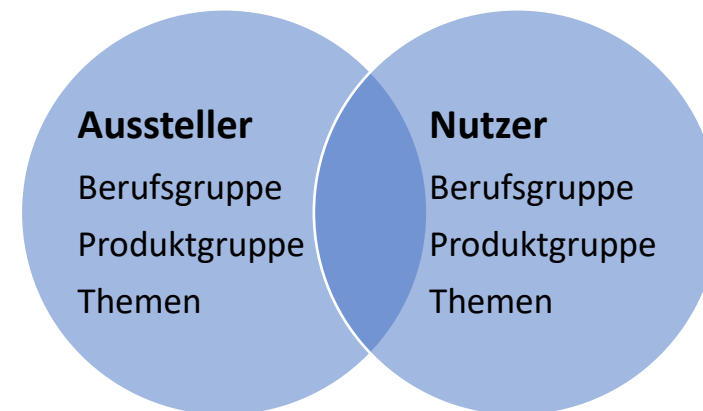 Aussteller
Berufsgruppe
Produktgruppe
Themen
Nutzer
Berufsgruppe
Produktgruppe
Themen